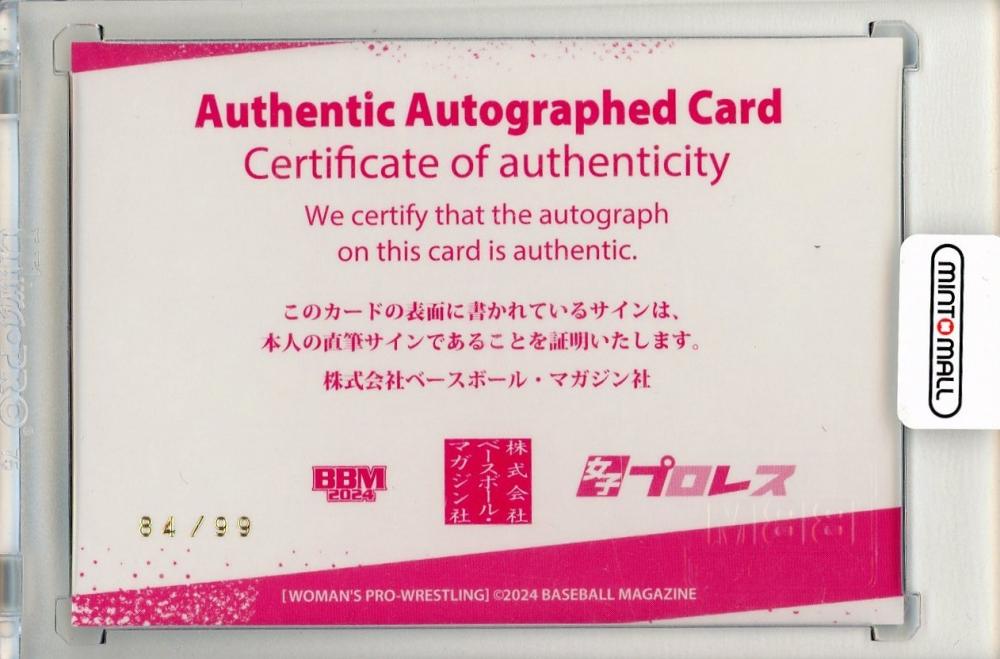 Authentic Autographed Card
Certificate of authenticity
We certify that the autograph
on this card is authentic.
このカードの表面に書かれているサインは、
本人の直筆サインであることを証明いたします。
株式会社ベースボール・マガジン社
BBM
2024
株式会社
ベースボール・
マガジン社
女子プロレス
84/99
BBM
[WOMAN'S PRO-WRESTLING] ©2024 BASEBALL MAGAZINE
MINT MALL